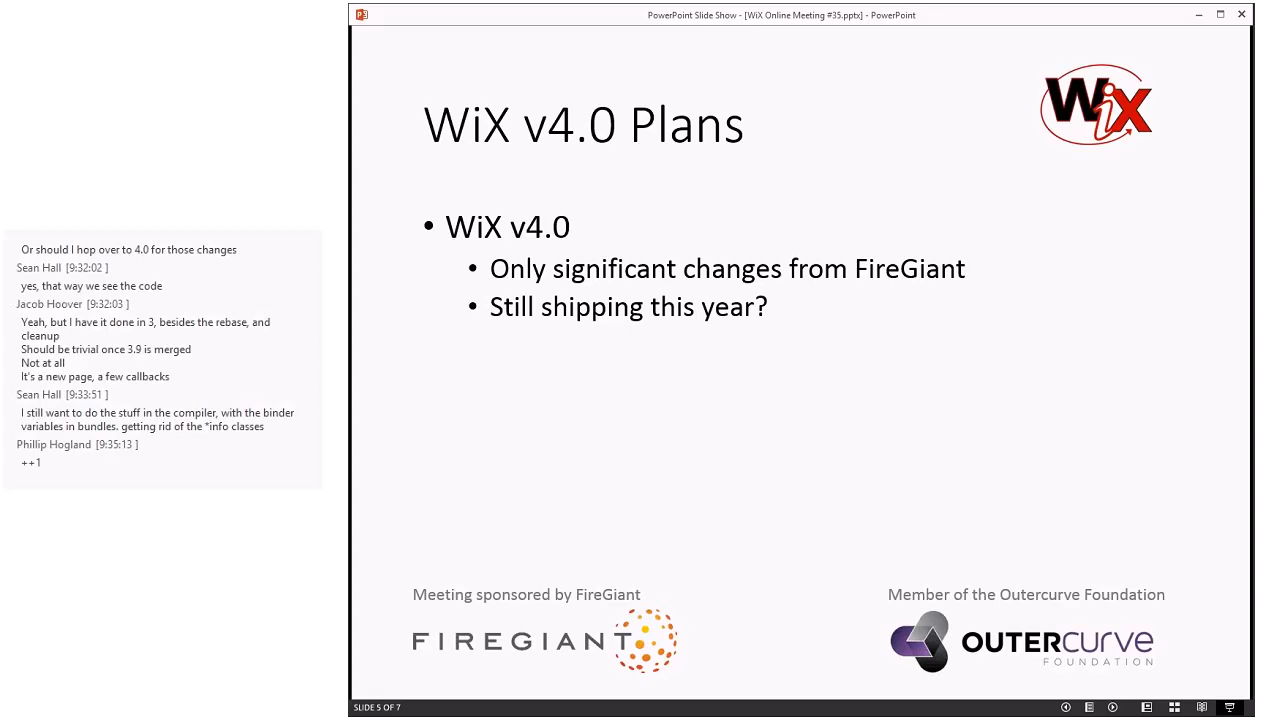 Or should I hop over to 4.0 for those changes
Sean Hall [9:32:02 ]
yes, that way we see the code
Jacob Hoover [9:32:03 ]
Yeah, but I have it done in 3, besides the rebase, and
cleanup
Should be trivial once 3.9 is merged
Not at all
It's a new page, a few callbacks
Sean Hall [9:33:51 ]
I still want to do the stuff in the compiler, with the binder
variables in bundles. getting rid of the *info classes
Phillip Hogland [9:35:13 ]
++1
PowerPoint Slide Show - [WiX Online Meeting #35.pptx] - PowerPoint
WiX
WiX v4.0 Plans
• WiX v4.0
• Only significant changes from FireGiant
• Still shipping this year?
Meeting sponsored by FireGiant
FIREGIANT
Member of the Outercurve Foundation
OUTERCURVE
FOUNDATION
SLIDE 5 OF 7